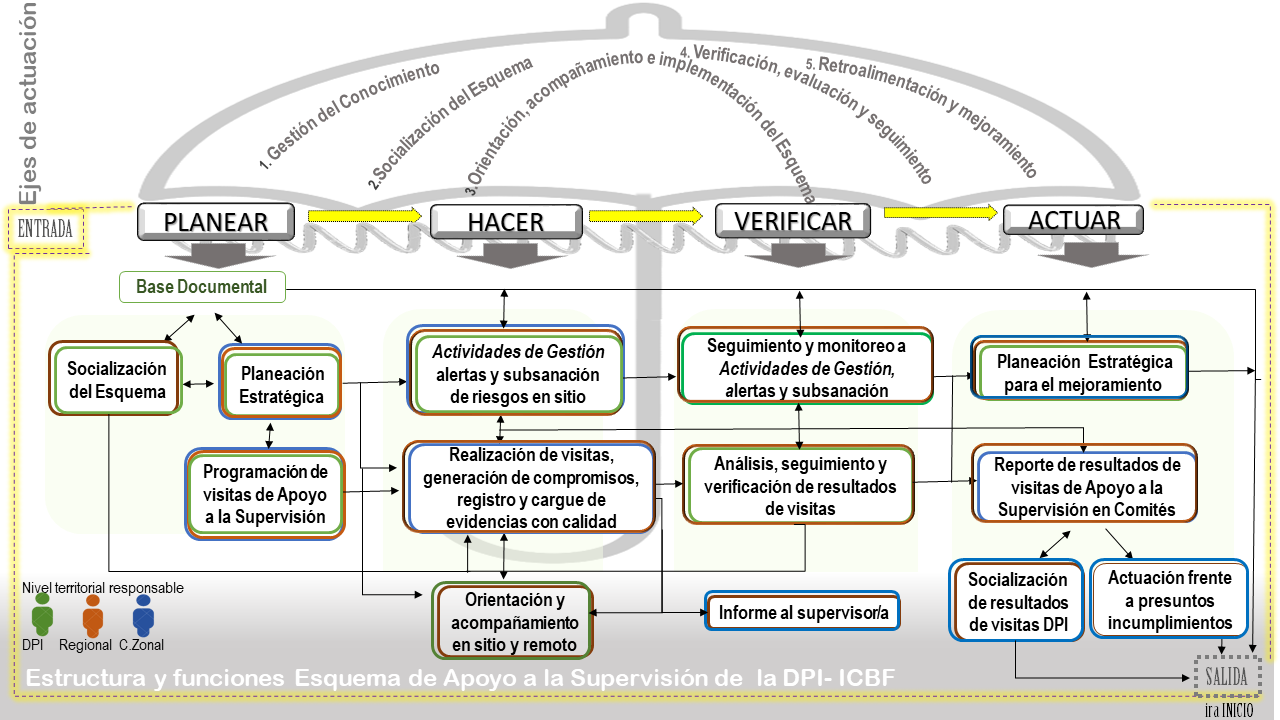 Ejes de actuación
1. Gestión del Conocimiento
2.Socialización del Esquema
3.Orientación, acompañamiento e implementación del Esquema
4. Verificación, evaluación y seguimiento
5. Retroalimentación y mejoramiento
ENTRADA
PLANEAR
HACER
VERIFICAR
ACTUAR
Base Documental
Socialización
del Esquema
Planeación
Estratégica
Programación de
visitas de Apoyo
a la Supervisión
Actividades de Gestión
alertas y subsanación
de riesgos en sitio
Realización de visitas,
generación de compromisos,
registro y cargue de
evidencias con calidad
Orientación y
acompañamiento
en sitio y remoto
Seguimiento y monitoreo a
Actividades de Gestión,
alertas y subsanación
Análisis, seguimiento y
verificación de resultados
de visitas
Informe al supervisor/a
Planeación Estratégica
para el mejoramiento
Reporte de resultados de
visitas de Apoyo a la
Supervisión en Comités
Socialización
de resultados
de visitas DPI
Actuación frente
a presuntos
incumplimientos
Nivel territorial responsable
DPI Regional C.Zonal
Estructura y funciones Esquema de Apoyo a la Supervisión de la DPI- ICBF
SALIDA
ira INICIO